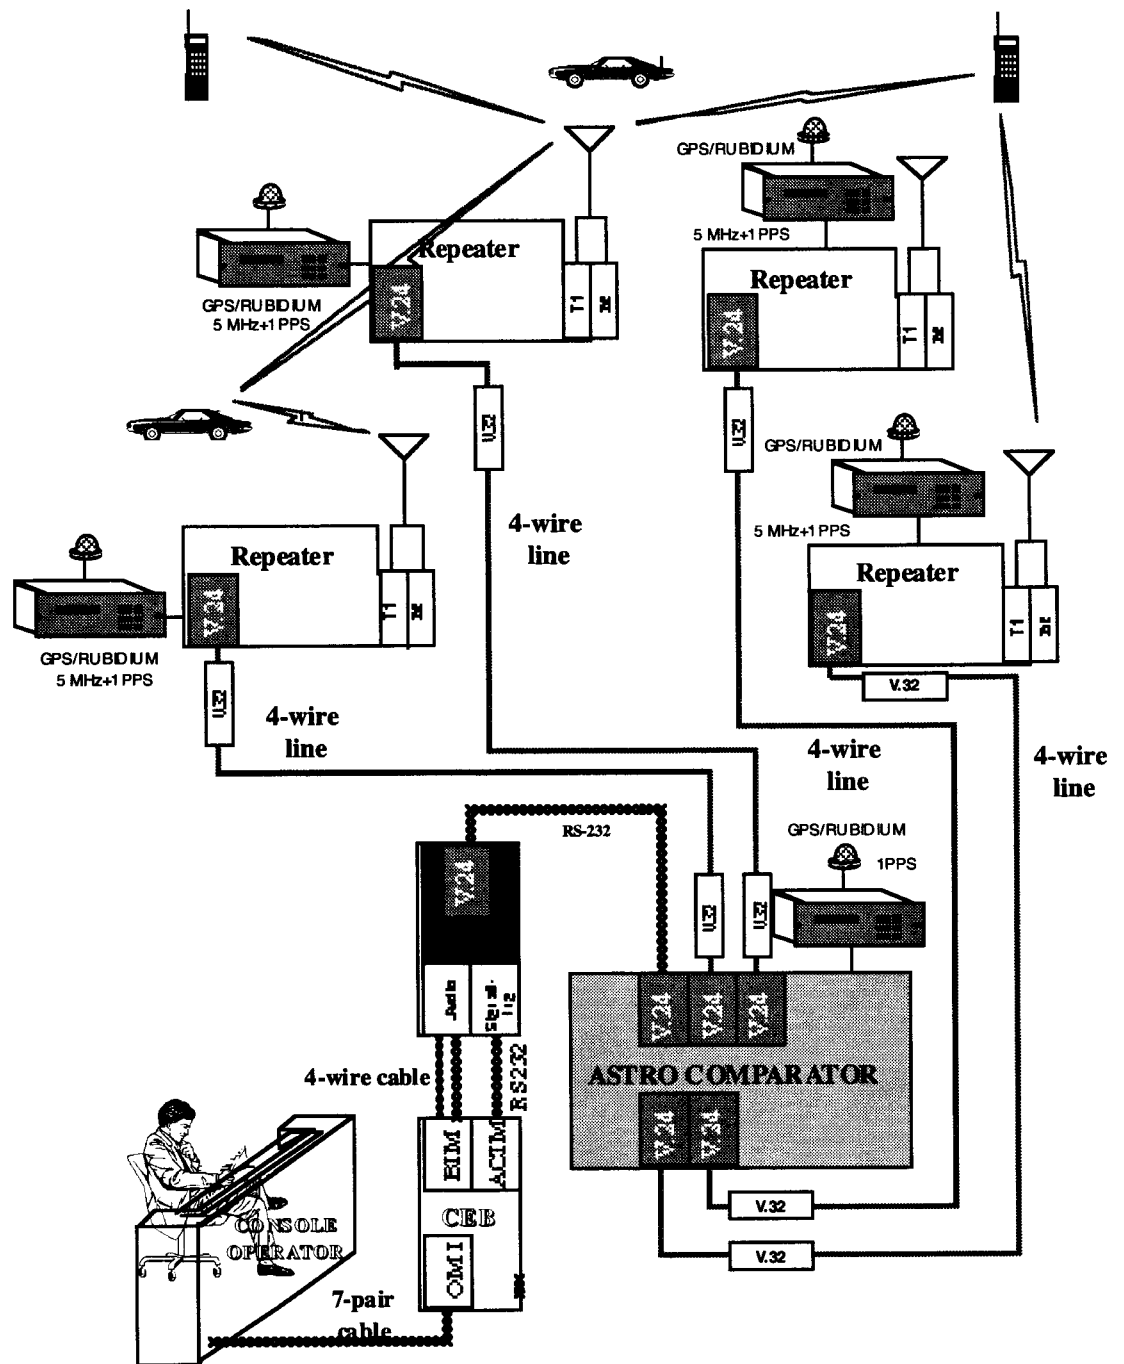 GPS/RUBIDIUM
5 MHz+1 PPS
Repeater
V.24
T1
GPS/RUBIDIUM
5 MHz+1 PPS
Repeater
V.24
T1
V.32
V.32
GPS/RUBIDIUM
5 MHz+1 PPS
Repeater
V.24
T1
V.32
4-wire
line
Repeater
V.24
T1
GPS/RUBIDIUM
5 MHz+1 PPS
V.32
4-wire
line
4-wire
line
4-wire
line
RS-232
GPS/RUBIDIUM
1PPS
V.24
V.32
V.32
Audio
V.24
V.24
V.24
ASTRO COMPARATOR
4-wire cable
RS232
V.24
V.24
BIM
ACIM
CEB
OMI
V.32
V.32
CONSOLE
OPERATOR
7-pair
cable